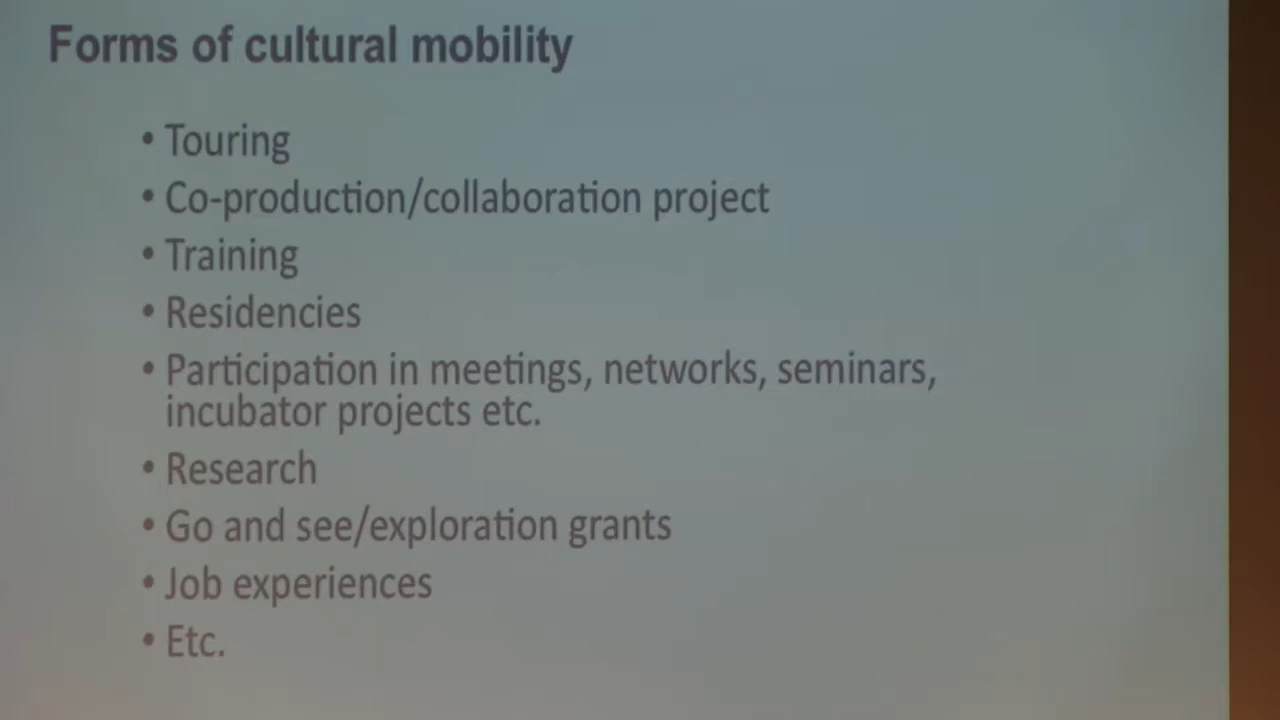 Forms of cultural mobility
• Touring
• Co-production/collaboration project
• Training
• Residencies
• Participation in meetings, networks, seminars,
incubator projects etc.
• Research
• Go and see/exploration grants
• Job experiences
• Etc.